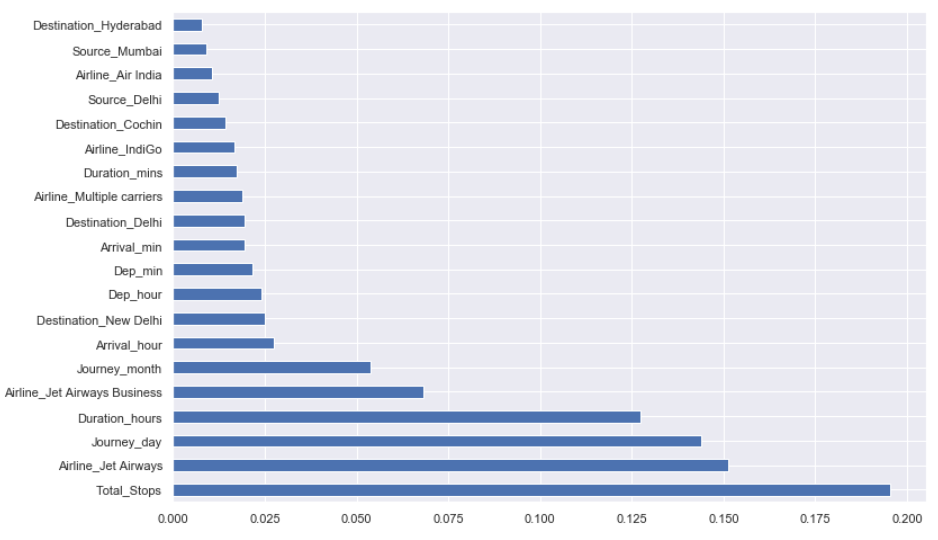 Destination_Hyderabad
Source_Mumbai
Airline_Air India
Source_Delhi
Destination_Cochin
Airline_IndiGo
Duration_mins
Airline_Multiple carriers
Destination_Delhi
Arrival_min
Dep_min
Dep_hour
Destination_New Delhi
Arrival_hour
Journey_month
Airline_Jet Airways Business
Duration_hours
Journey_day
Airline_Jet Airways
Total_Stops
0.000 0.025 0.050 0.075 0.100 0.125 0.150 0.175 0.200